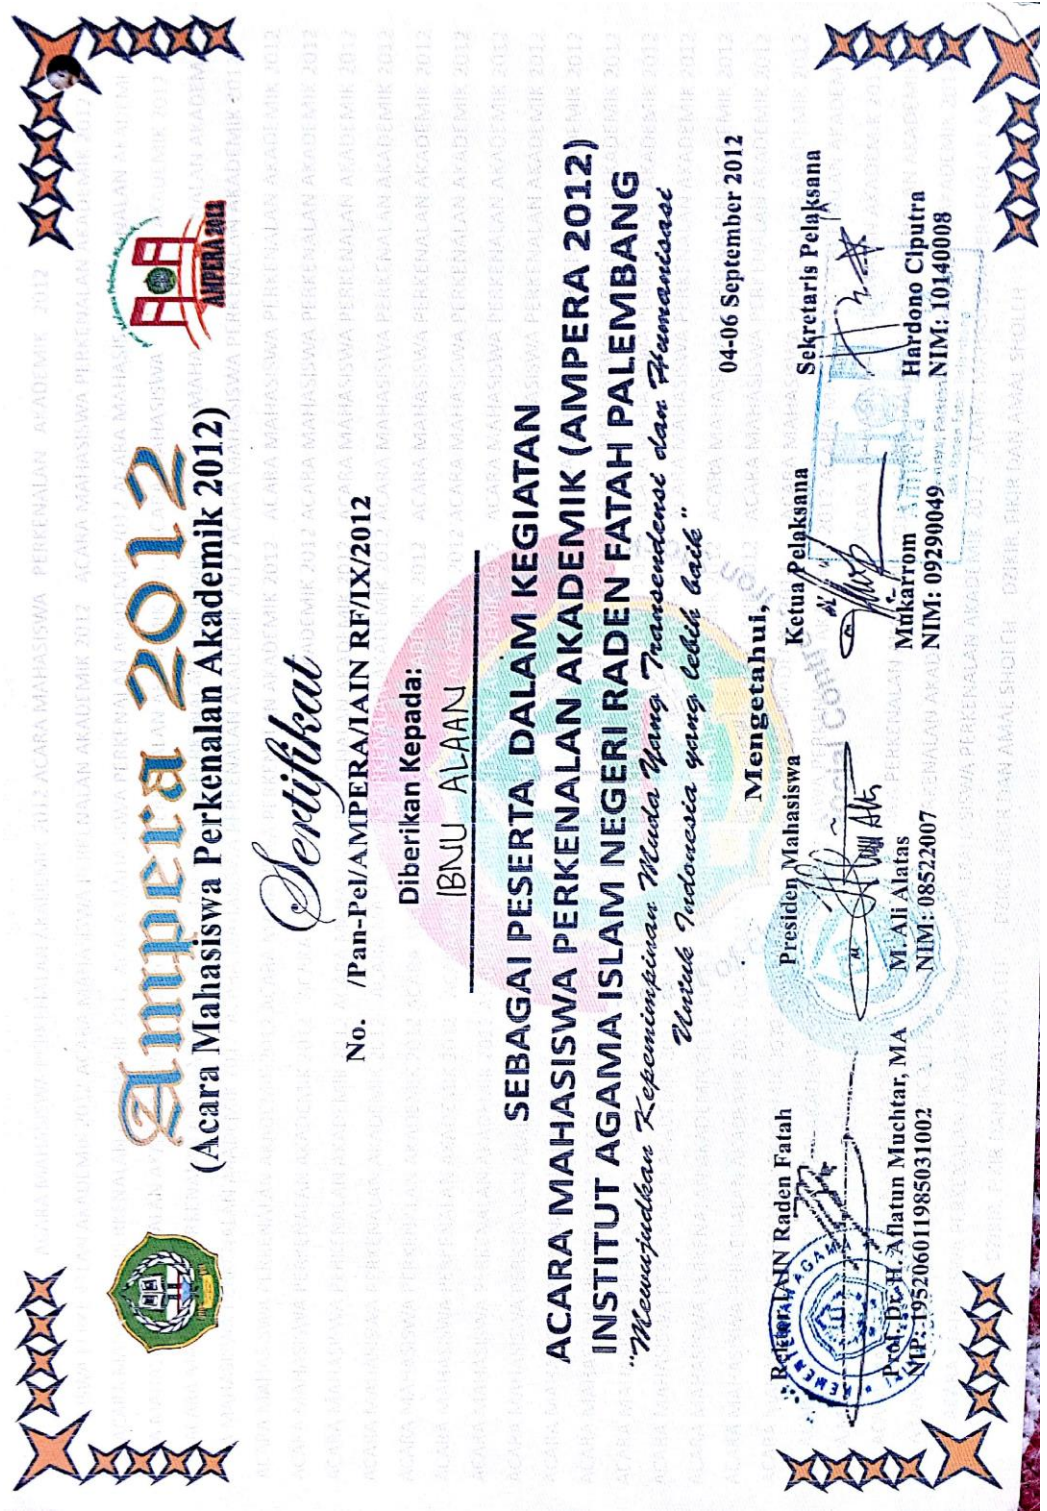 Ampera 2012
(Acara Mahasiswa Perkenalan Akademik 2012)
AMPERA 2012
Sertifikat
No. /Pan-Pel/AMPERA/IAIN RF/IX/2012
Diberikan Kepada:
IBNU ALAAN
SEBAGAI PESERTA DALAM KEGIATAN
ACARA MAHASISWA PERKENALAN AKADEMIK (AMPERA 2012)
INSTITUT AGAMA ISLAM NEGERI RADEN FATAH PALEMBANG
"Mewujudkan Kepemimpinan Muda Yang Transendensi dan Humanisasi
Untuk Indonesia yang lebih baik"
04-06 September 2012
Mengetahui,
Rektor IAIN Raden Fatah
Presiden Mahasiswa
Ketua Pelaksana
Sekretaris Pelaksana
Prof. Dr. H. Aflatun Muchtar, MA
NIP: 195206011985031002
M. Ali Alatas
NIM: 08522007
Mukarrom
NIM: 09290049
Hardono Ciputra
NIM: 10140008